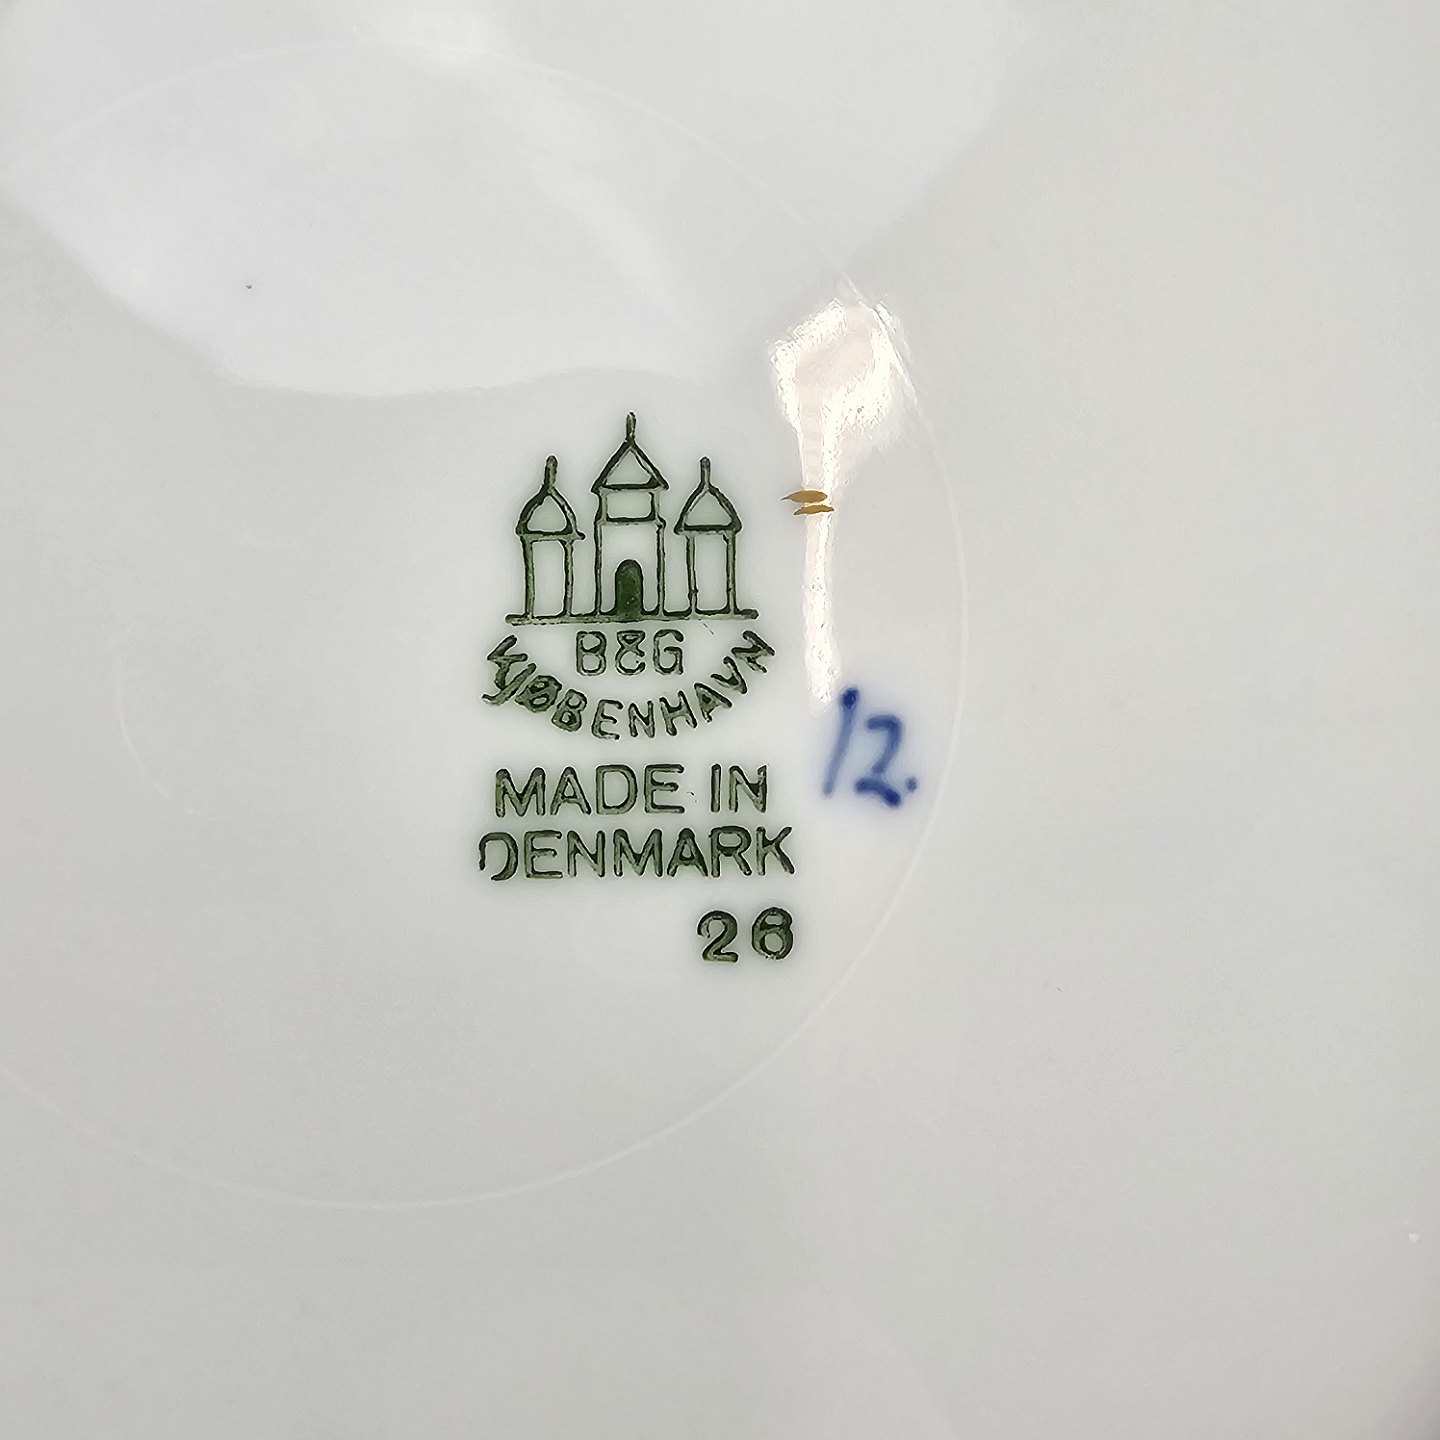 B&G
KJØBENHAVN
12.
MADE IN
DENMARK
26